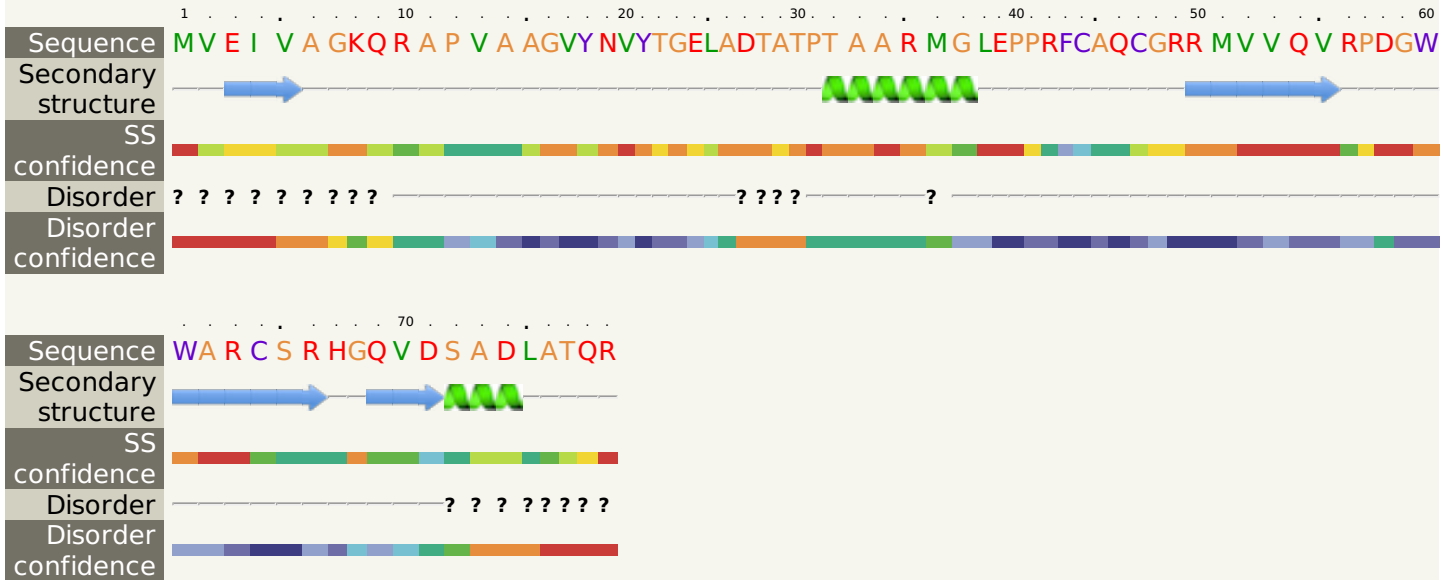 1 10 20 30 40 50 60
Sequence MVEIVAGKQRAPVAAGVYNVYTGELADTATPTAARMGLEPPRFCAQCGRRMVVQVRPDGW
Secondary
structure
SS
confidence
Disorder ? ? ? ? ? ? ? ? ? ? ? ? ? ?
Disorder
confidence
70
Sequence WARCSRHGQVDSADLATQR
Secondary
structure
SS
confidence
Disorder ? ? ? ? ? ? ? ?
Disorder
confidence